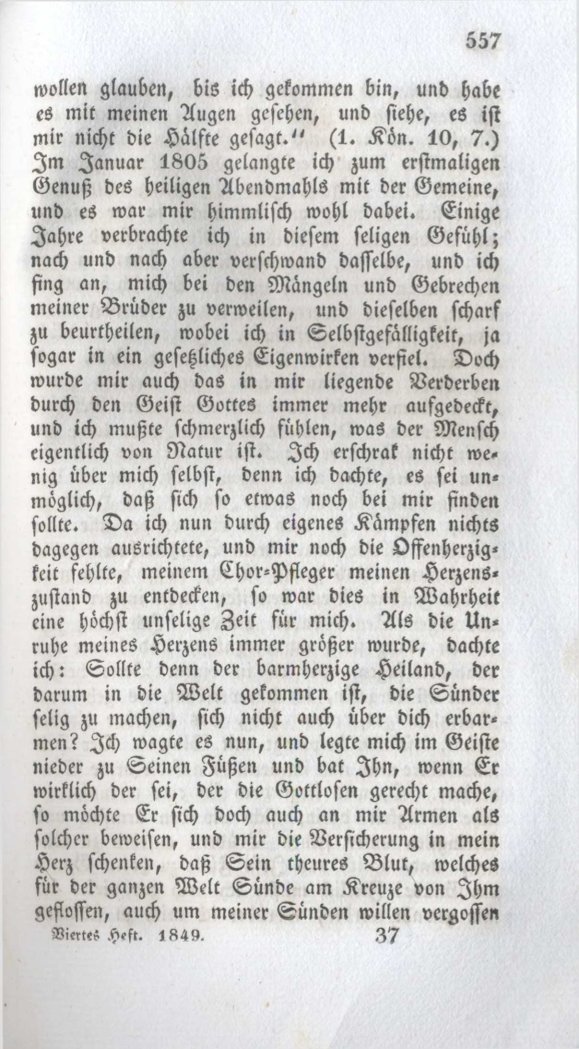 557
wollen glauben, bis ich gekommen bin, und habe
es mit meinen Augen gesehen, und siehe, es ist
mir nicht die Hälfte gesagt.“ (1. Kön. 10, 7.)
Im Januar 1805 gelangte ich zum erstmaligen
Genuß des heiligen Abendmahls mit der Gemeine,
und es war mir himmlisch wohl dabei. Einige
Jahre verbrachte ich in diesem seligen Gefühl;
nach und nach aber verschwand dasselbe, und ich
fing an, mich bei den Mängeln und Gebrechen
meiner Brüder zu verweilen, und dieselben scharf
zu beurtheilen, wobei ich in Selbstgefälligkeit, ja
sogar in ein gesetzliches Eigenwirken verfiel. Doch
wurde mir auch das in mir liegende Verderben
durch den Geist Gottes immer mehr aufgedeckt,
und ich mußte schmerzlich fühlen, was der Mensch
eigentlich von Natur ist. Ich erschrak nicht we-
nig über mich selbst, denn ich dachte, es sei un-
möglich, daß sich so etwas noch bei mir finden
sollte. Da ich nun durch eigenes Kämpfen nichts
dagegen ausrichtete, und mir noch die Offenherzig-
keit fehlte, meinem Chor-Pfleger meinen Herzens-
zustand zu entdecken, so war dies in Wahrheit
eine höchst unselige Zeit für mich. Als die Un-
ruhe meines Herzens immer größer wurde, dachte
ich: Sollte denn der barmherzige Heiland, der
darum in die Welt gekommen ist, die Sünder
selig zu machen, sich nicht auch über dich erbar-
men? Ich wagte es nun, und legte mich im Geiste
nieder zu Seinen Füßen und bat Ihn, wenn Er
wirklich der sei, der die Gottlosen gerecht mache,
so möchte Er sich doch auch an mir Armen als
solcher beweisen, und mir die Versicherung in mein
Herz schenken, daß Sein theures Blut, welches
für der ganzen Welt Sünde am Kreuze von Ihm
geflossen, auch um meiner Sünden willen vergossen
Viertes Heft. 1849. 37